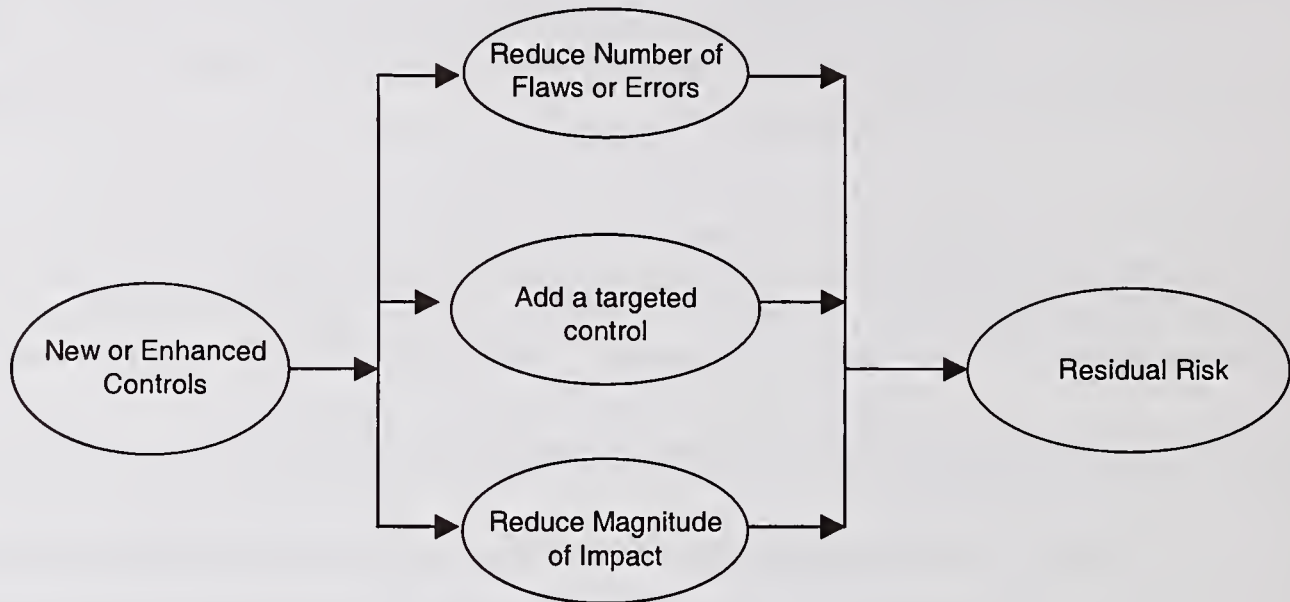 Reduce Number of
Flaws or Errors
Add a targeted
control
New or Enhanced
Controls
Residual Risk
Reduce Magnitude
of Impact